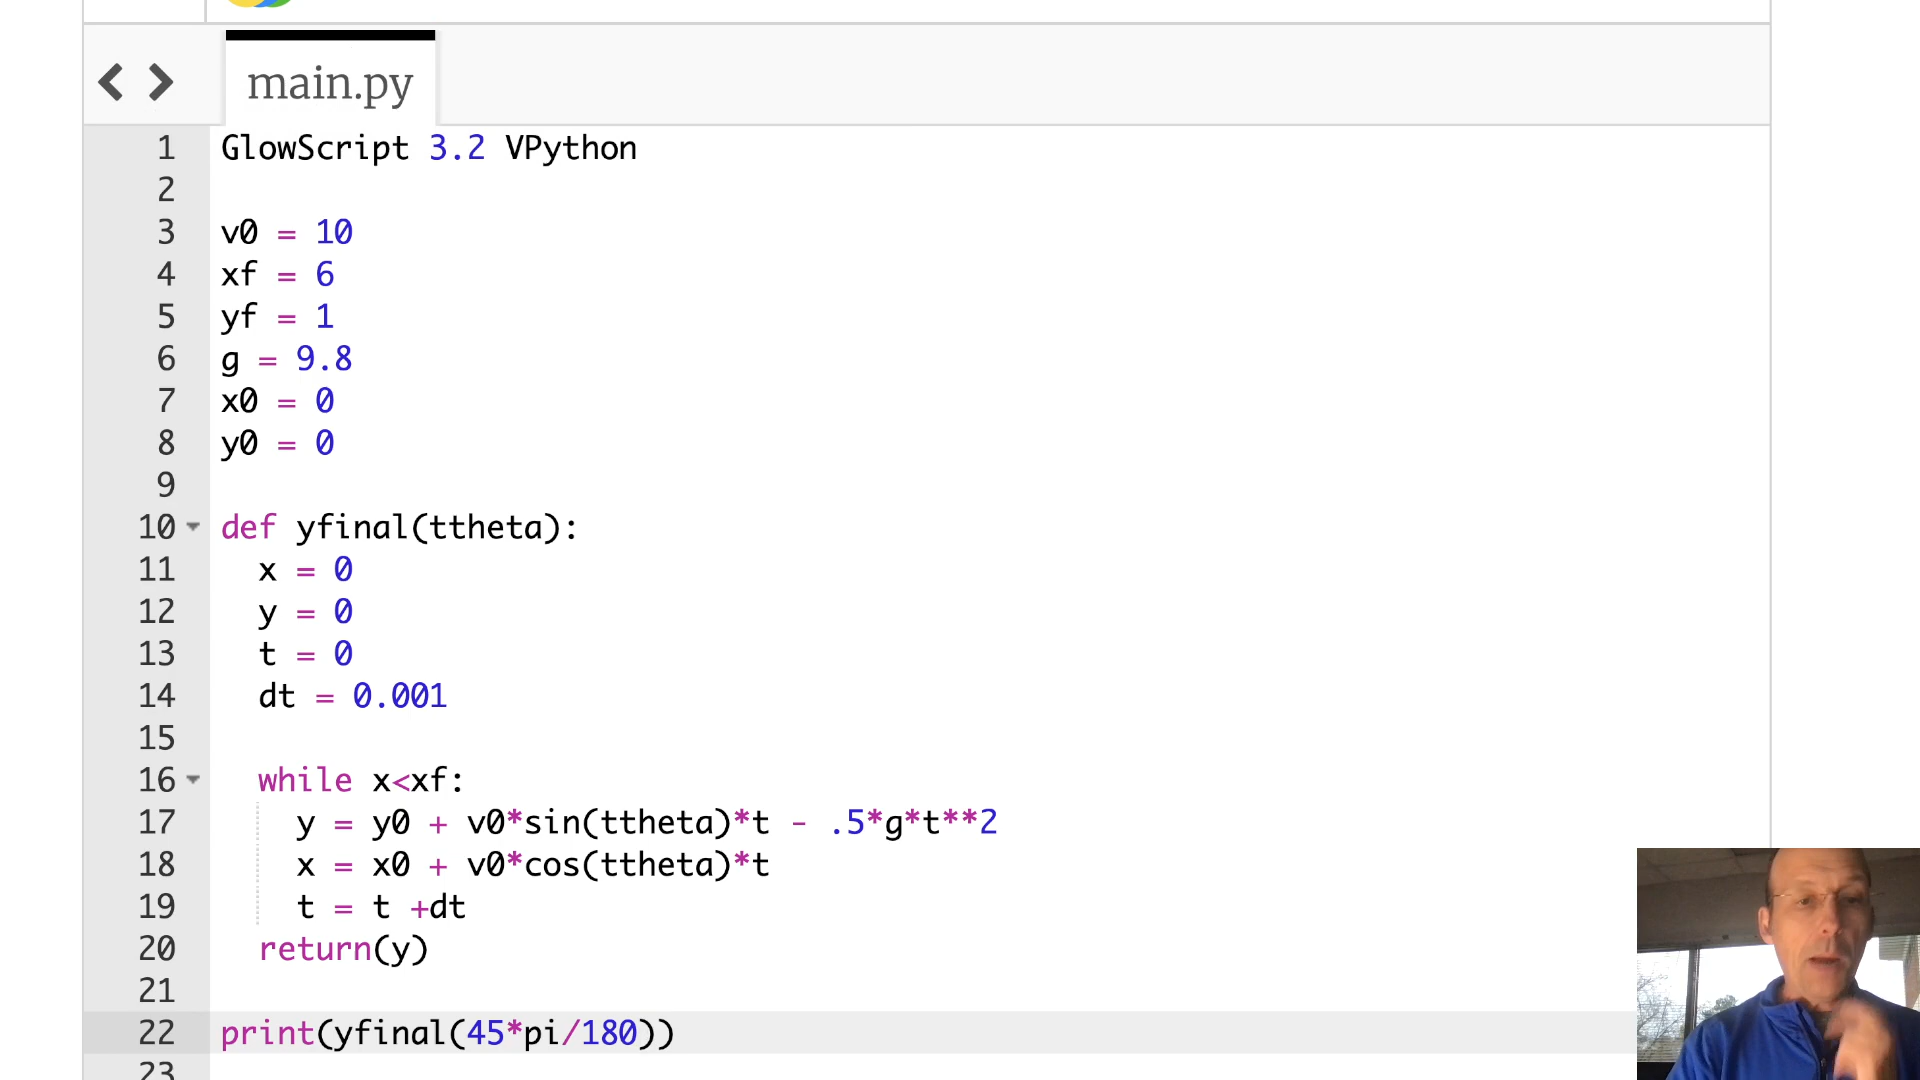 main.py
1 GlowScript 3.2 VPython
2
3 v0 = 10
4 xf = 6
5 yf = 1
6 g = 9.8
7 x0 = 0
8 y0 = 0
9
10 def yfinal(ttheta):
11   x = 0
12   y = 0
13   t = 0
14   dt = 0.001
15
16   while x<xf:
17     y = y0 + v0*sin(ttheta)*t - .5*g*t**2
18     x = x0 + v0*cos(ttheta)*t
19     t = t +dt
20   return(y)
21
22 print(yfinal(45*pi/180))
23